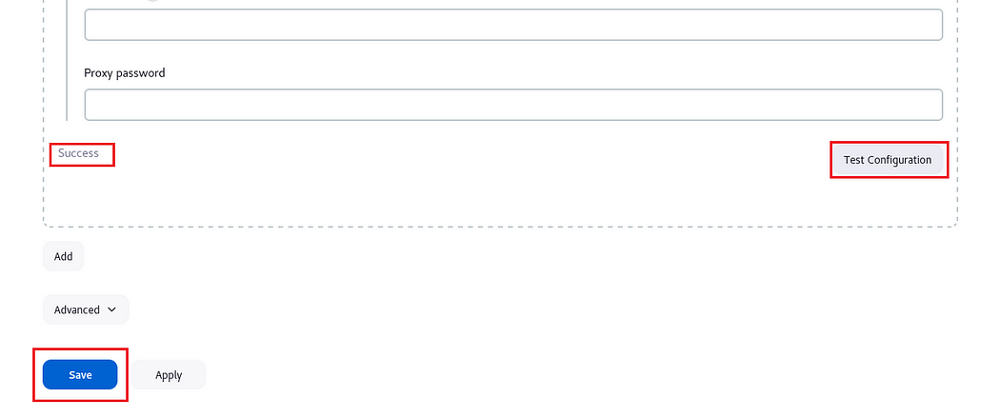 Proxy password
Success
Test Configuration
Add
Advanced
Save
Apply